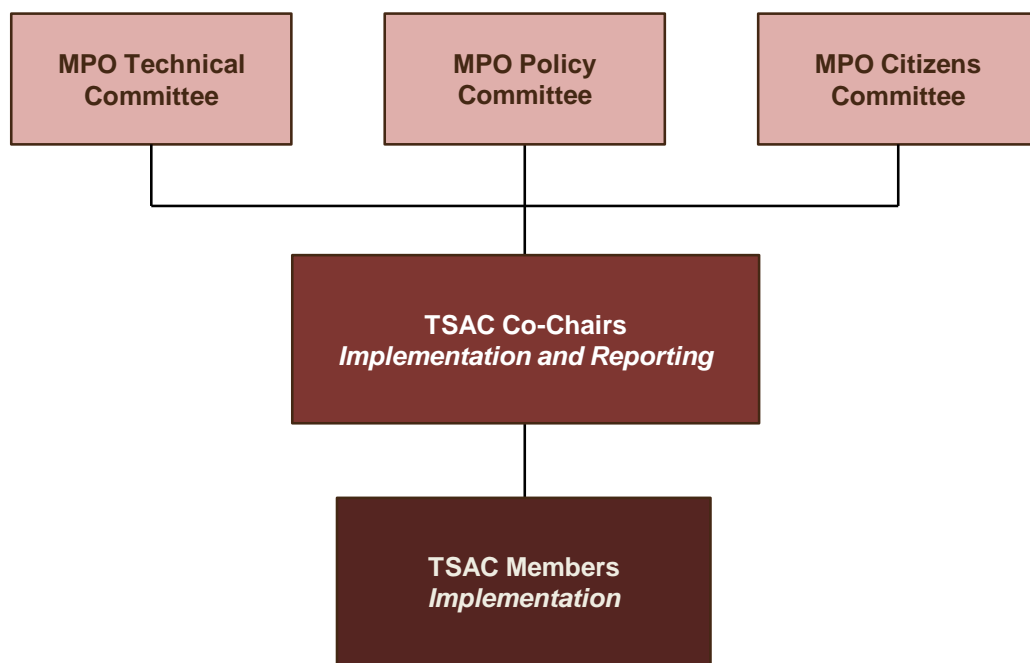 MPO Technical
Committee
MPO Policy
Committee
MPO Citizens
Committee
TSAC Co-Chairs
Implementation and Reporting
TSAC Members
Implementation